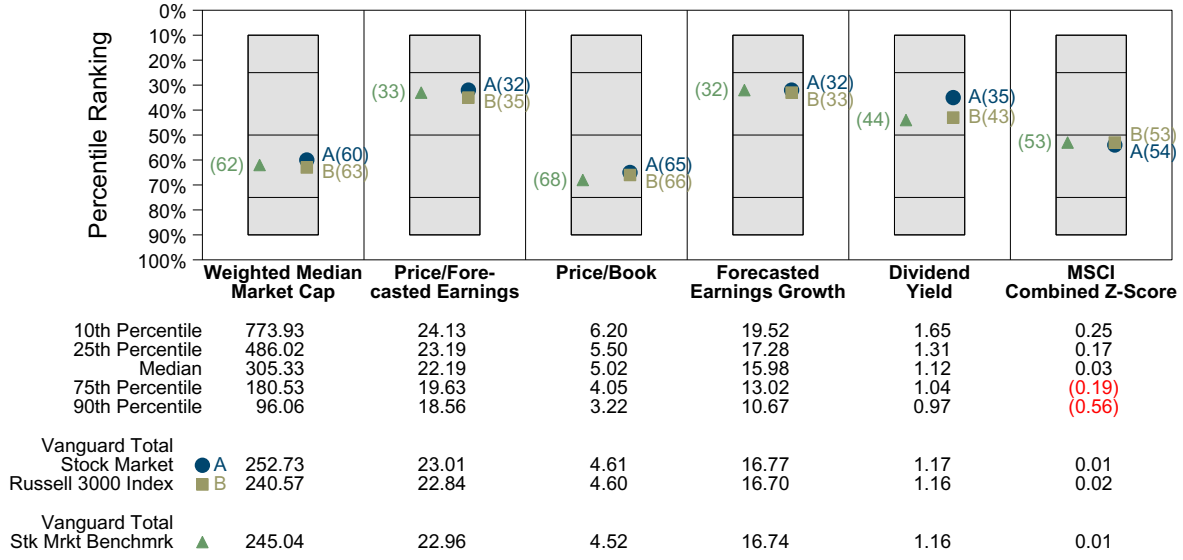 Percentile Ranking
0%
10%
20%
30%
40%
50%
60%
70%
80%
90%
100%
(62)
A(60)
B(63)
(33)
A(32)
B(35)
(68)
A(65)
B(66)
(32)
A(32)
B(33)
(44)
A(35)
B(43)
(53)
B(53)
A(54)
Weighted Median Market Cap
Price/Fore-casted Earnings
Price/Book
Forecasted Earnings Growth
Dividend Yield
MSCI Combined Z-Score
10th Percentile 773.93 24.13 6.20 19.52 1.65 0.25
25th Percentile 486.02 23.19 5.50 17.28 1.31 0.17
Median 305.33 22.19 5.02 15.98 1.12 0.03
75th Percentile 180.53 19.63 4.05 13.02 1.04 (0.19)
90th Percentile 96.06 18.56 3.22 10.67 0.97 (0.56)
Vanguard Total
Stock Market A 252.73 23.01 4.61 16.77 1.17 0.01
Russell 3000 Index B 240.57 22.84 4.60 16.70 1.16 0.02
Vanguard Total
Stk Mrkt Benchmrk 245.04 22.96 4.52 16.74 1.16 0.01